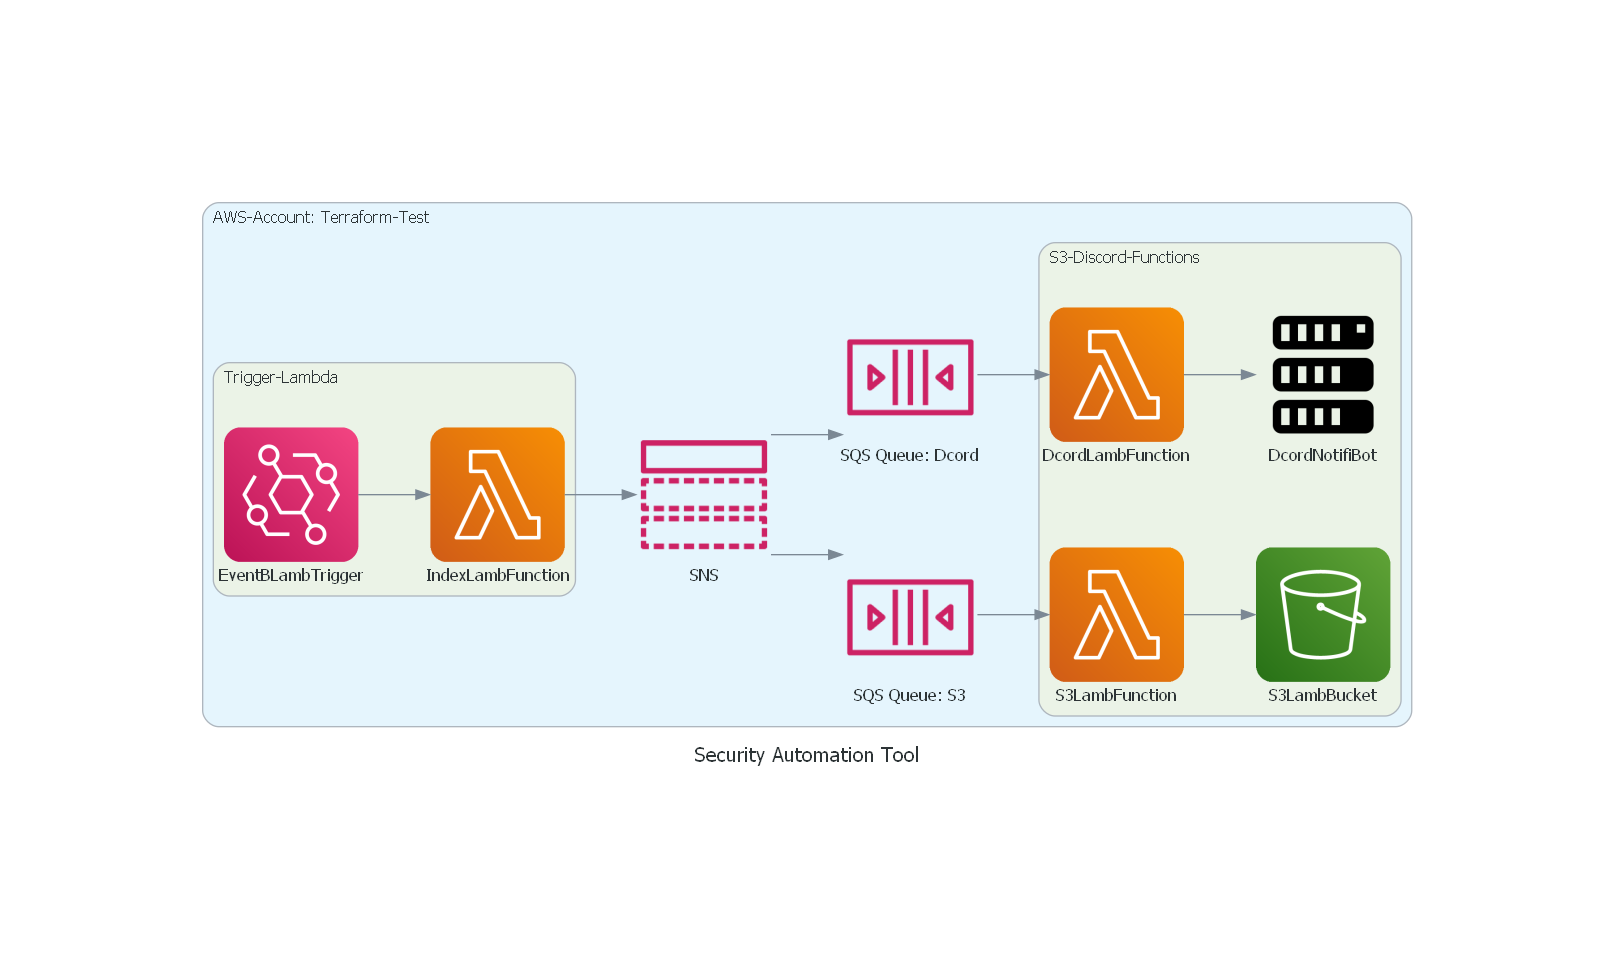 AWS-Account: Terraform-Test
S3-Discord-Functions
Trigger-Lambda
SQS Queue: Dcord
DcordLambFunction
DcordNotifiBot
EventBLambTrigger
IndexLambFunction
SNS
SQS Queue: S3
S3LambFunction
S3LambBucket
Security Automation Tool